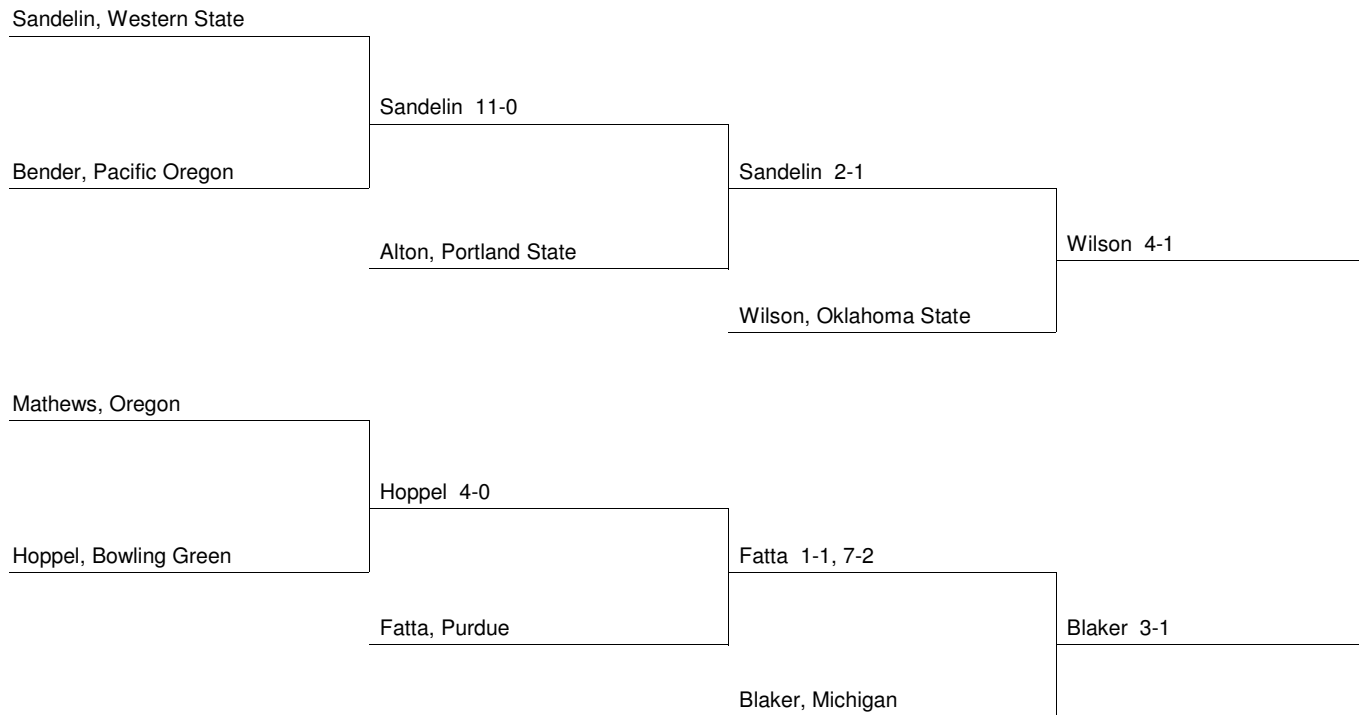 Sandelin, Western State
Sandelin  11-0
Bender, Pacific Oregon
Sandelin  2-1
Alton, Portland State
Wilson  4-1
Wilson, Oklahoma State
Mathews, Oregon
Hoppel  4-0
Hoppel, Bowling Green
Fatta  1-1, 7-2
Fatta, Purdue
Blaker  3-1
Blaker, Michigan